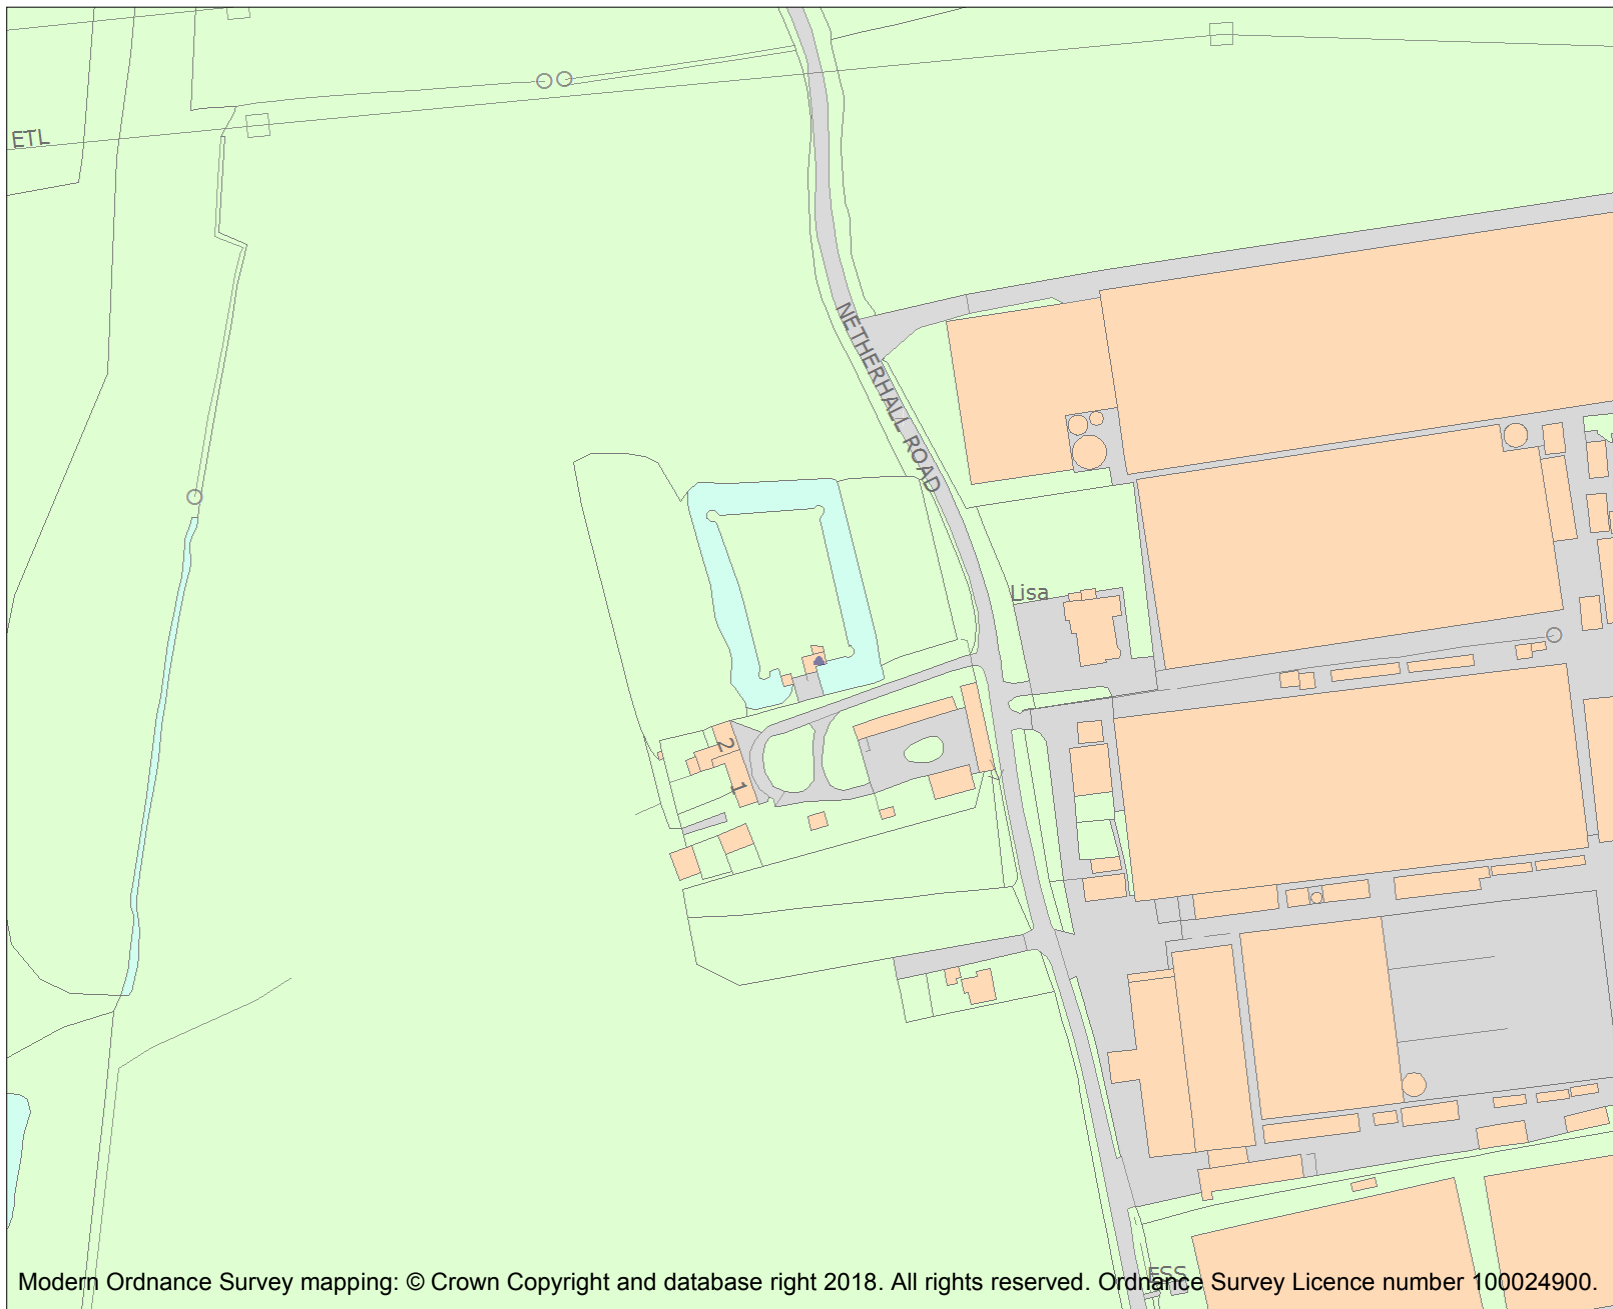 ETL
NETHERHALL ROAD
Lisa
2
1
ESS
Modern Ordnance Survey mapping: © Crown Copyright and database right 2018. All rights reserved. Ordnance Survey Licence number 100024900.